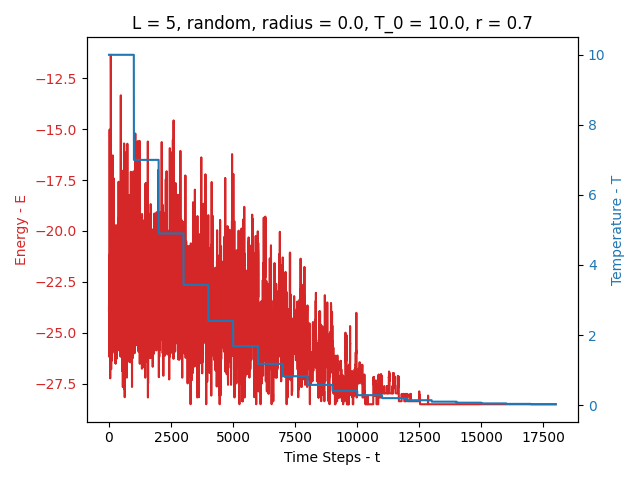 L = 5, random, radius = 0.0, T_0 = 10.0, r = 0.7
Energy - E
−12.5
−15.0
−17.5
−20.0
−22.5
−25.0
−27.5
10
8
6
4
2
0
Temperature - T
0 2500 5000 7500 10000 12500 15000 17500
Time Steps - t